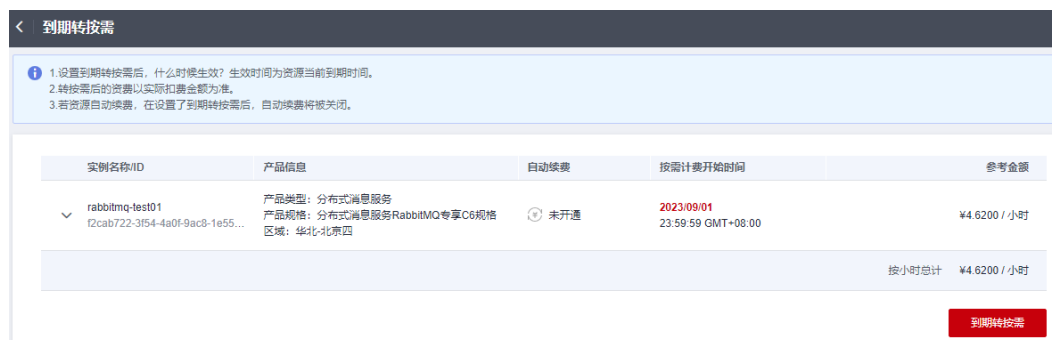 到期转按需
1.设置到期转按需后，什么时候生效？生效时间为资源当前到期时间。
2.转按需后的资费以实际扣费金额为准。
3.若资源自动续费，在设置了到期转按需后，自动续费将被关闭。
实例名称/ID 产品信息 自动续费 按需计费开始时间 参考金额
产品类型：分布式消息服务
rabbitmq-test01 2023/09/01
产品规格：分布式消息服务RabbitMQ专享C6规格 未开通 ¥4.6200 / 小时
f2cab722-3f54-4a0f-9ac8-1e55... 23:59:59 GMT+08:00
区域：华北-北京四
按小时总计 ¥4.6200 / 小时
到期转按需